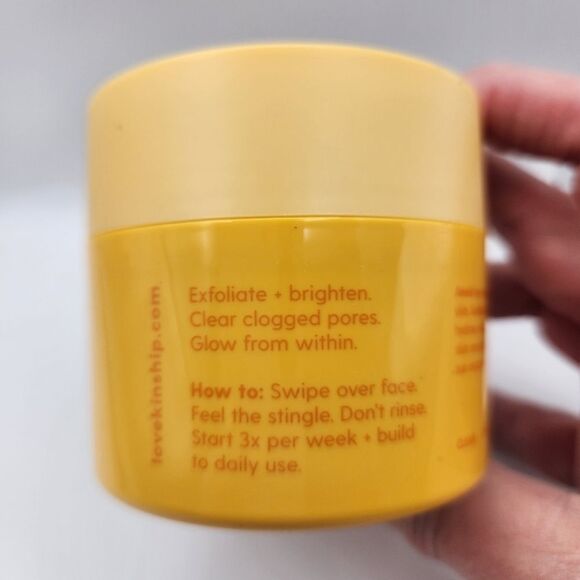 lovekinship.com
Exfoliate + brighten.
Clear clogged pores.
Glow from within.
How to: Swipe over face.
Feel the stingle. Don't rinse.
Start 3x per week + build
to daily use.